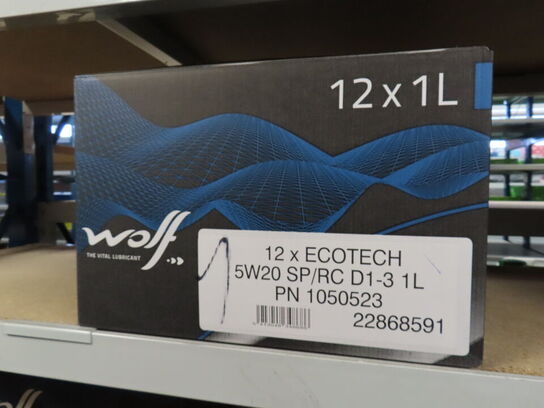 12 x 1L
wolf
THE VITAL LUBRICANT
12 x ECOTECH
5W20 SP/RC D1-3 1L
PN 1050523
22868591